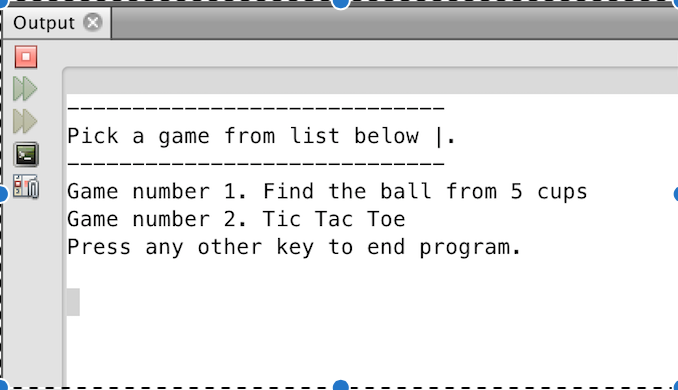 Output
-----------------------------
Pick a game from list below |.
-----------------------------
Game number 1. Find the ball from 5 cups
Game number 2. Tic Tac Toe
Press any other key to end program.